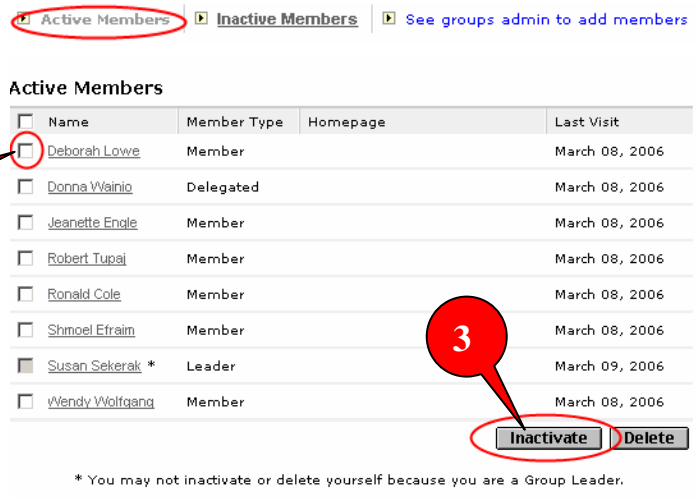 Active Members Inactive Members See groups admin to add members
Active Members
Name Member Type Homepage Last Visit
Deborah Lowe Member March 08, 2006
Donna Wainio Delegated March 08, 2006
Jeanette Engle Member March 08, 2006
Robert Tupaj Member March 08, 2006
Ronald Cole Member March 08, 2006
Shmoel Efraim Member March 08, 2006
3
Susan Sekerak * Leader March 09, 2006
Wendy Wolfgang Member March 08, 2006
Inactivate Delete
* You may not inactivate or delete yourself because you are a Group Leader.